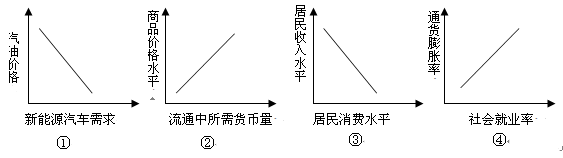 汽油价格
新能源汽车需求
①
商品价格水平
流通中所需货币量
②
居民收入水平
居民消费水平
③
通货膨胀率
社会就业率
④